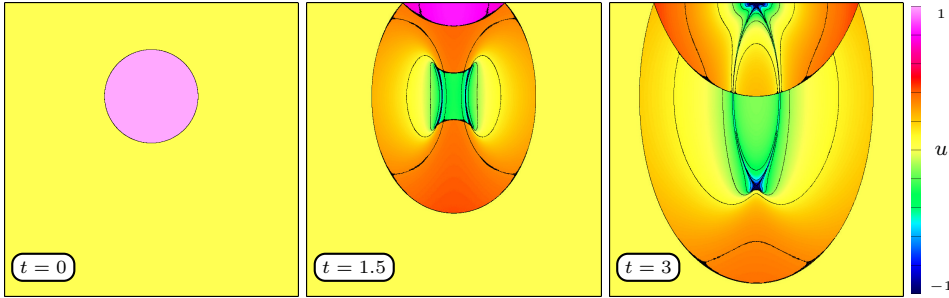 t = 0
t = 1.5
t = 3
1
u
−1